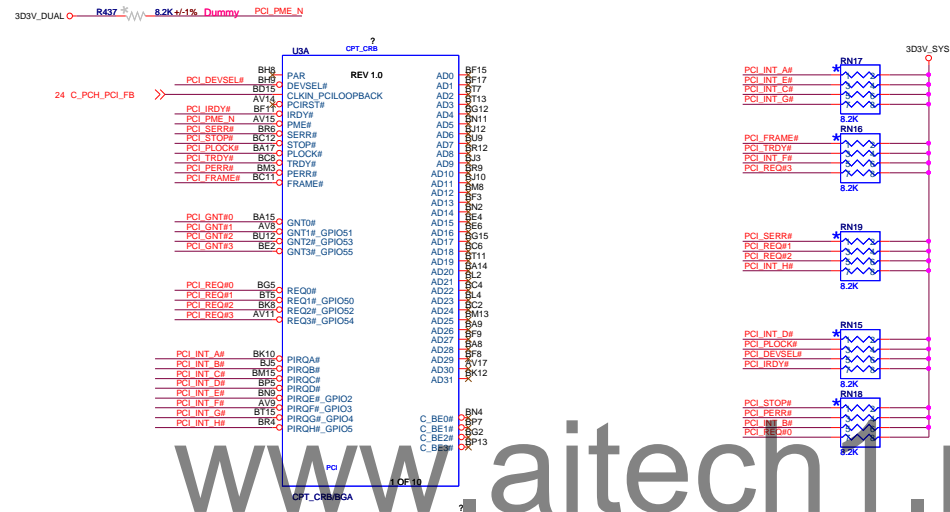 3D3V_DUAL R437 * 8.2K +/-1% Dummy PCI_PME_N
?
U3A CPT_CRB
REV 1.0
24 C_PCH_PCI_FB
PCI_DEVSEL#
PCI_IRDY#
PCI_PME_N
PCI_SERR#
PCI_STOP#
PCI_PLOCK#
PCI_TRDY#
PCI_PERR#
PCI_FRAME#
BH8 PAR
BH9 DEVSEL#
BD15 CLKIN_PCILOOPBACK
AV14 PCIRST#
BF11 IRDY#
AV15 PME#
BR6 SERR#
BC12 STOP#
BA17 PLOCK#
BC8 TRDY#
BM3 PERR#
BC11 FRAME#
PCI_GNT#0 BA15 GNT0#
PCI_GNT#1 AV8 GNT1#_GPIO51
PCI_GNT#2 BU12 GNT2#_GPIO53
PCI_GNT#3 BE2 GNT3#_GPIO55
PCI_REQ#0 BG5 REQ0#
PCI_REQ#1 BT5 REQ1#_GPIO50
PCI_REQ#2 BK8 REQ2#_GPIO52
PCI_REQ#3 AV11 REQ3#_GPIO54
PCI_INT_A# BK10 PIRQA#
PCI_INT_B# BJ5 PIRQB#
PCI_INT_C# BM15 PIRQC#
PCI_INT_D# BP5 PIRQD#
PCI_INT_E# BN9 PIRQE#_GPIO2
PCI_INT_F# AV9 PIRQF#_GPIO3
PCI_INT_G# BT15 PIRQG#_GPIO4
PCI_INT_H# BR4 PIRQH#_GPIO5
AD0 BF15
AD1 BF17
AD2 BT7
AD3 BT13
AD4 BG12
AD5 BN11
AD6 BJ12
AD7 BU9
AD8 BR12
AD9 BJ3
AD10 BR9
AD11 BJ10
AD12 BM8
AD13 BF3
AD14 BN2
AD15 BE4
AD16 BE6
AD17 BG15
AD18 BC6
AD19 BT11
AD20 BA14
AD21 BL2
AD22 BC4
AD23 BL4
AD24 BC2
AD25 BM13
AD26 BA9
AD27 BF9
AD28 BA8
AD29 BF8
AD30 AV17
AD31 BK12
C_BE0# BN4
C_BE1# BP7
C_BE2# BG2
C_BE3# BP13
PCI
1 OF 10
CPT_CRB/BGA
?
3D3V_SYS
RN17
PCI_INT_A# *
PCI_INT_E#
PCI_INT_C#
PCI_INT_G#
8.2K
RN16
PCI_FRAME# *
PCI_TRDY#
PCI_INT_F#
PCI_REQ#3
8.2K
RN19
PCI_SERR# *
PCI_REQ#1
PCI_REQ#2
PCI_INT_H#
8.2K
RN15
PCI_INT_D# *
PCI_PLOCK#
PCI_DEVSEL#
PCI_IRDY#
8.2K
RN18
PCI_STOP# *
PCI_PERR#
PCI_INT_B#
PCI_REQ#0
8.2K
www.aitech1.